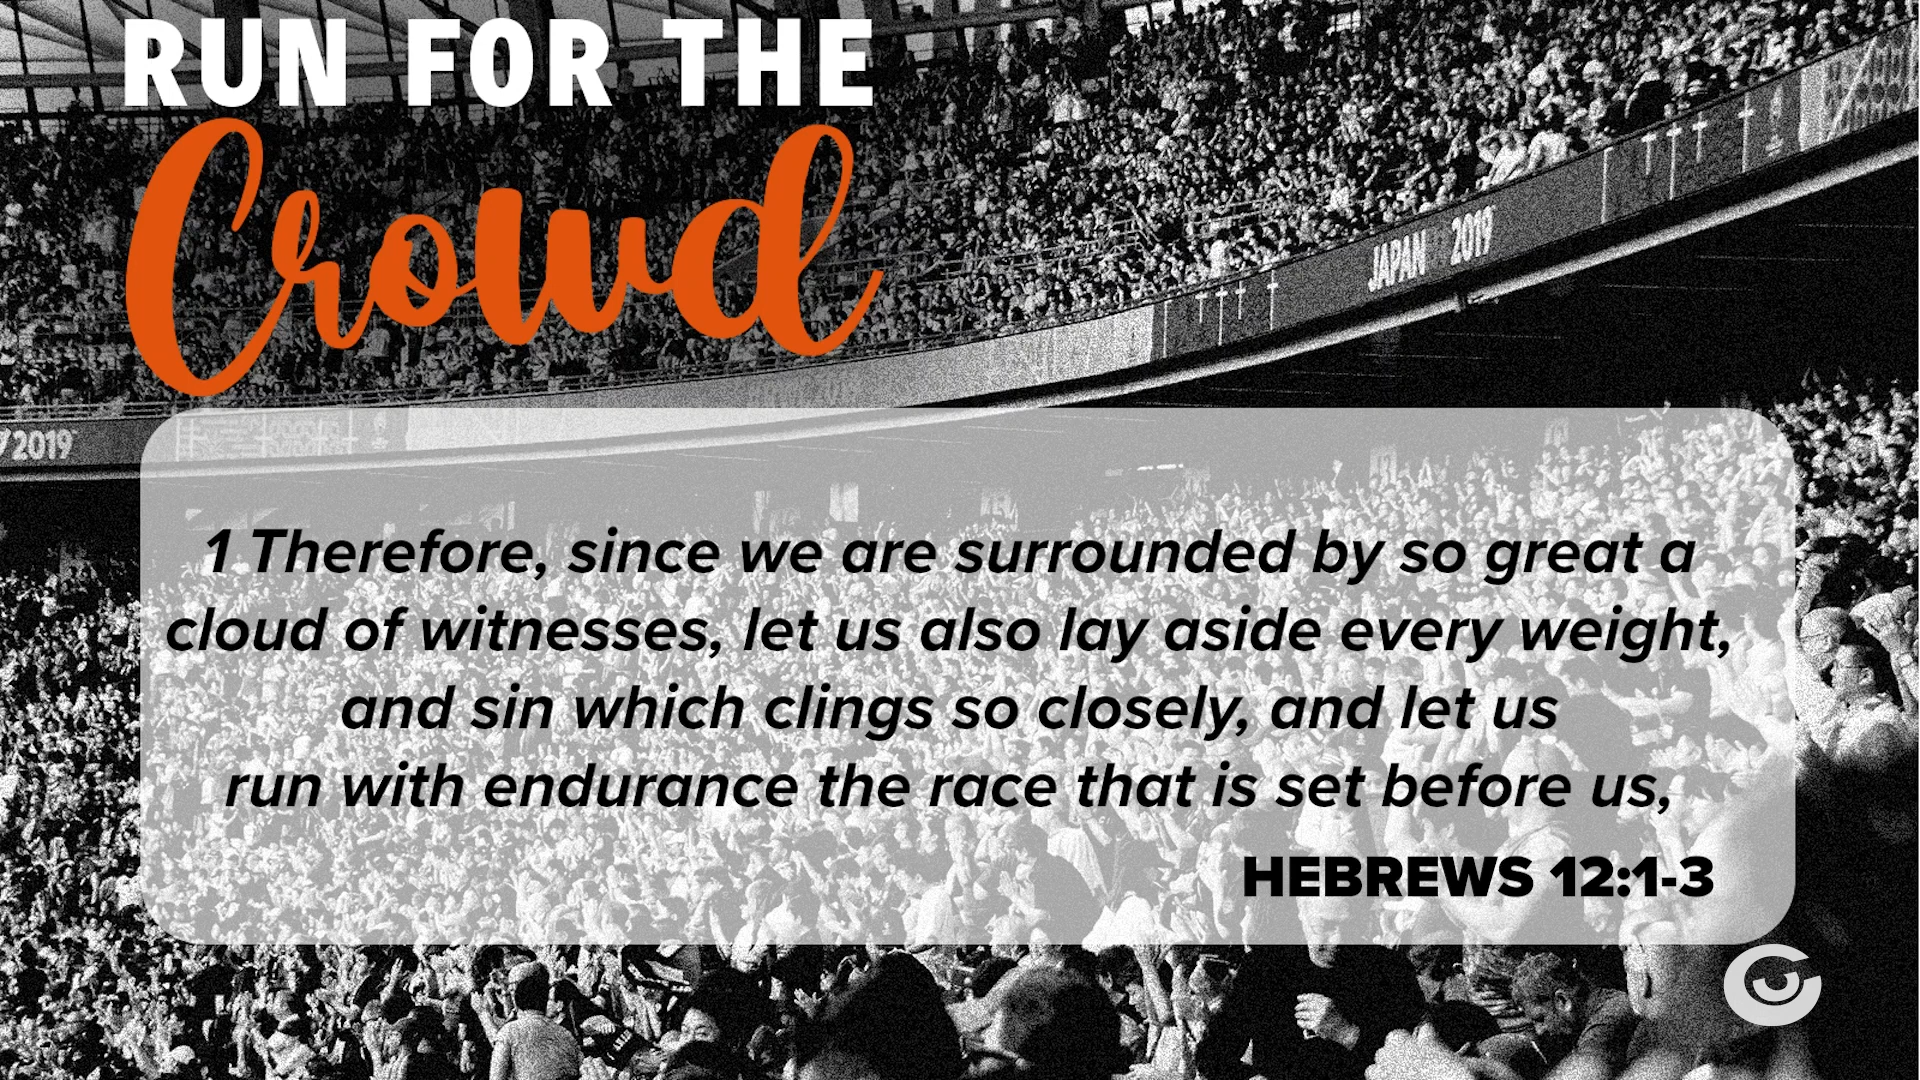 RUN FOR THE
Crowd
JAPAN 2019
2019
1 Therefore, since we are surrounded by so great a
cloud of witnesses, let us also lay aside every weight,
and sin which clings so closely, and let us
run with endurance the race that is set before us,
HEBREWS 12:1-3